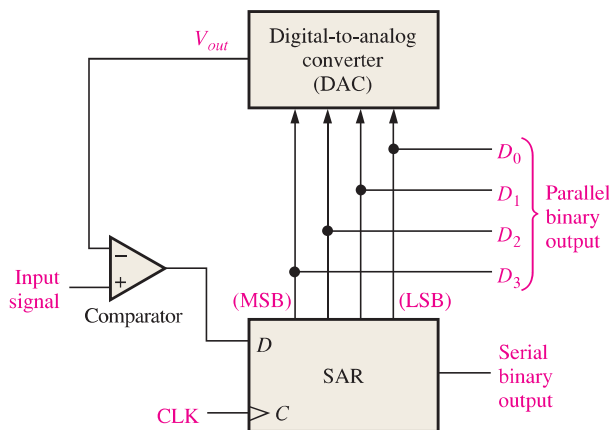 Digital-to-analog
converter
(DAC)
V_out
D_0
D_1
D_2
D_3
Parallel
binary
output
−
+
Input
signal
Comparator
(MSB)
(LSB)
D
SAR
CLK
C
Serial
binary
output